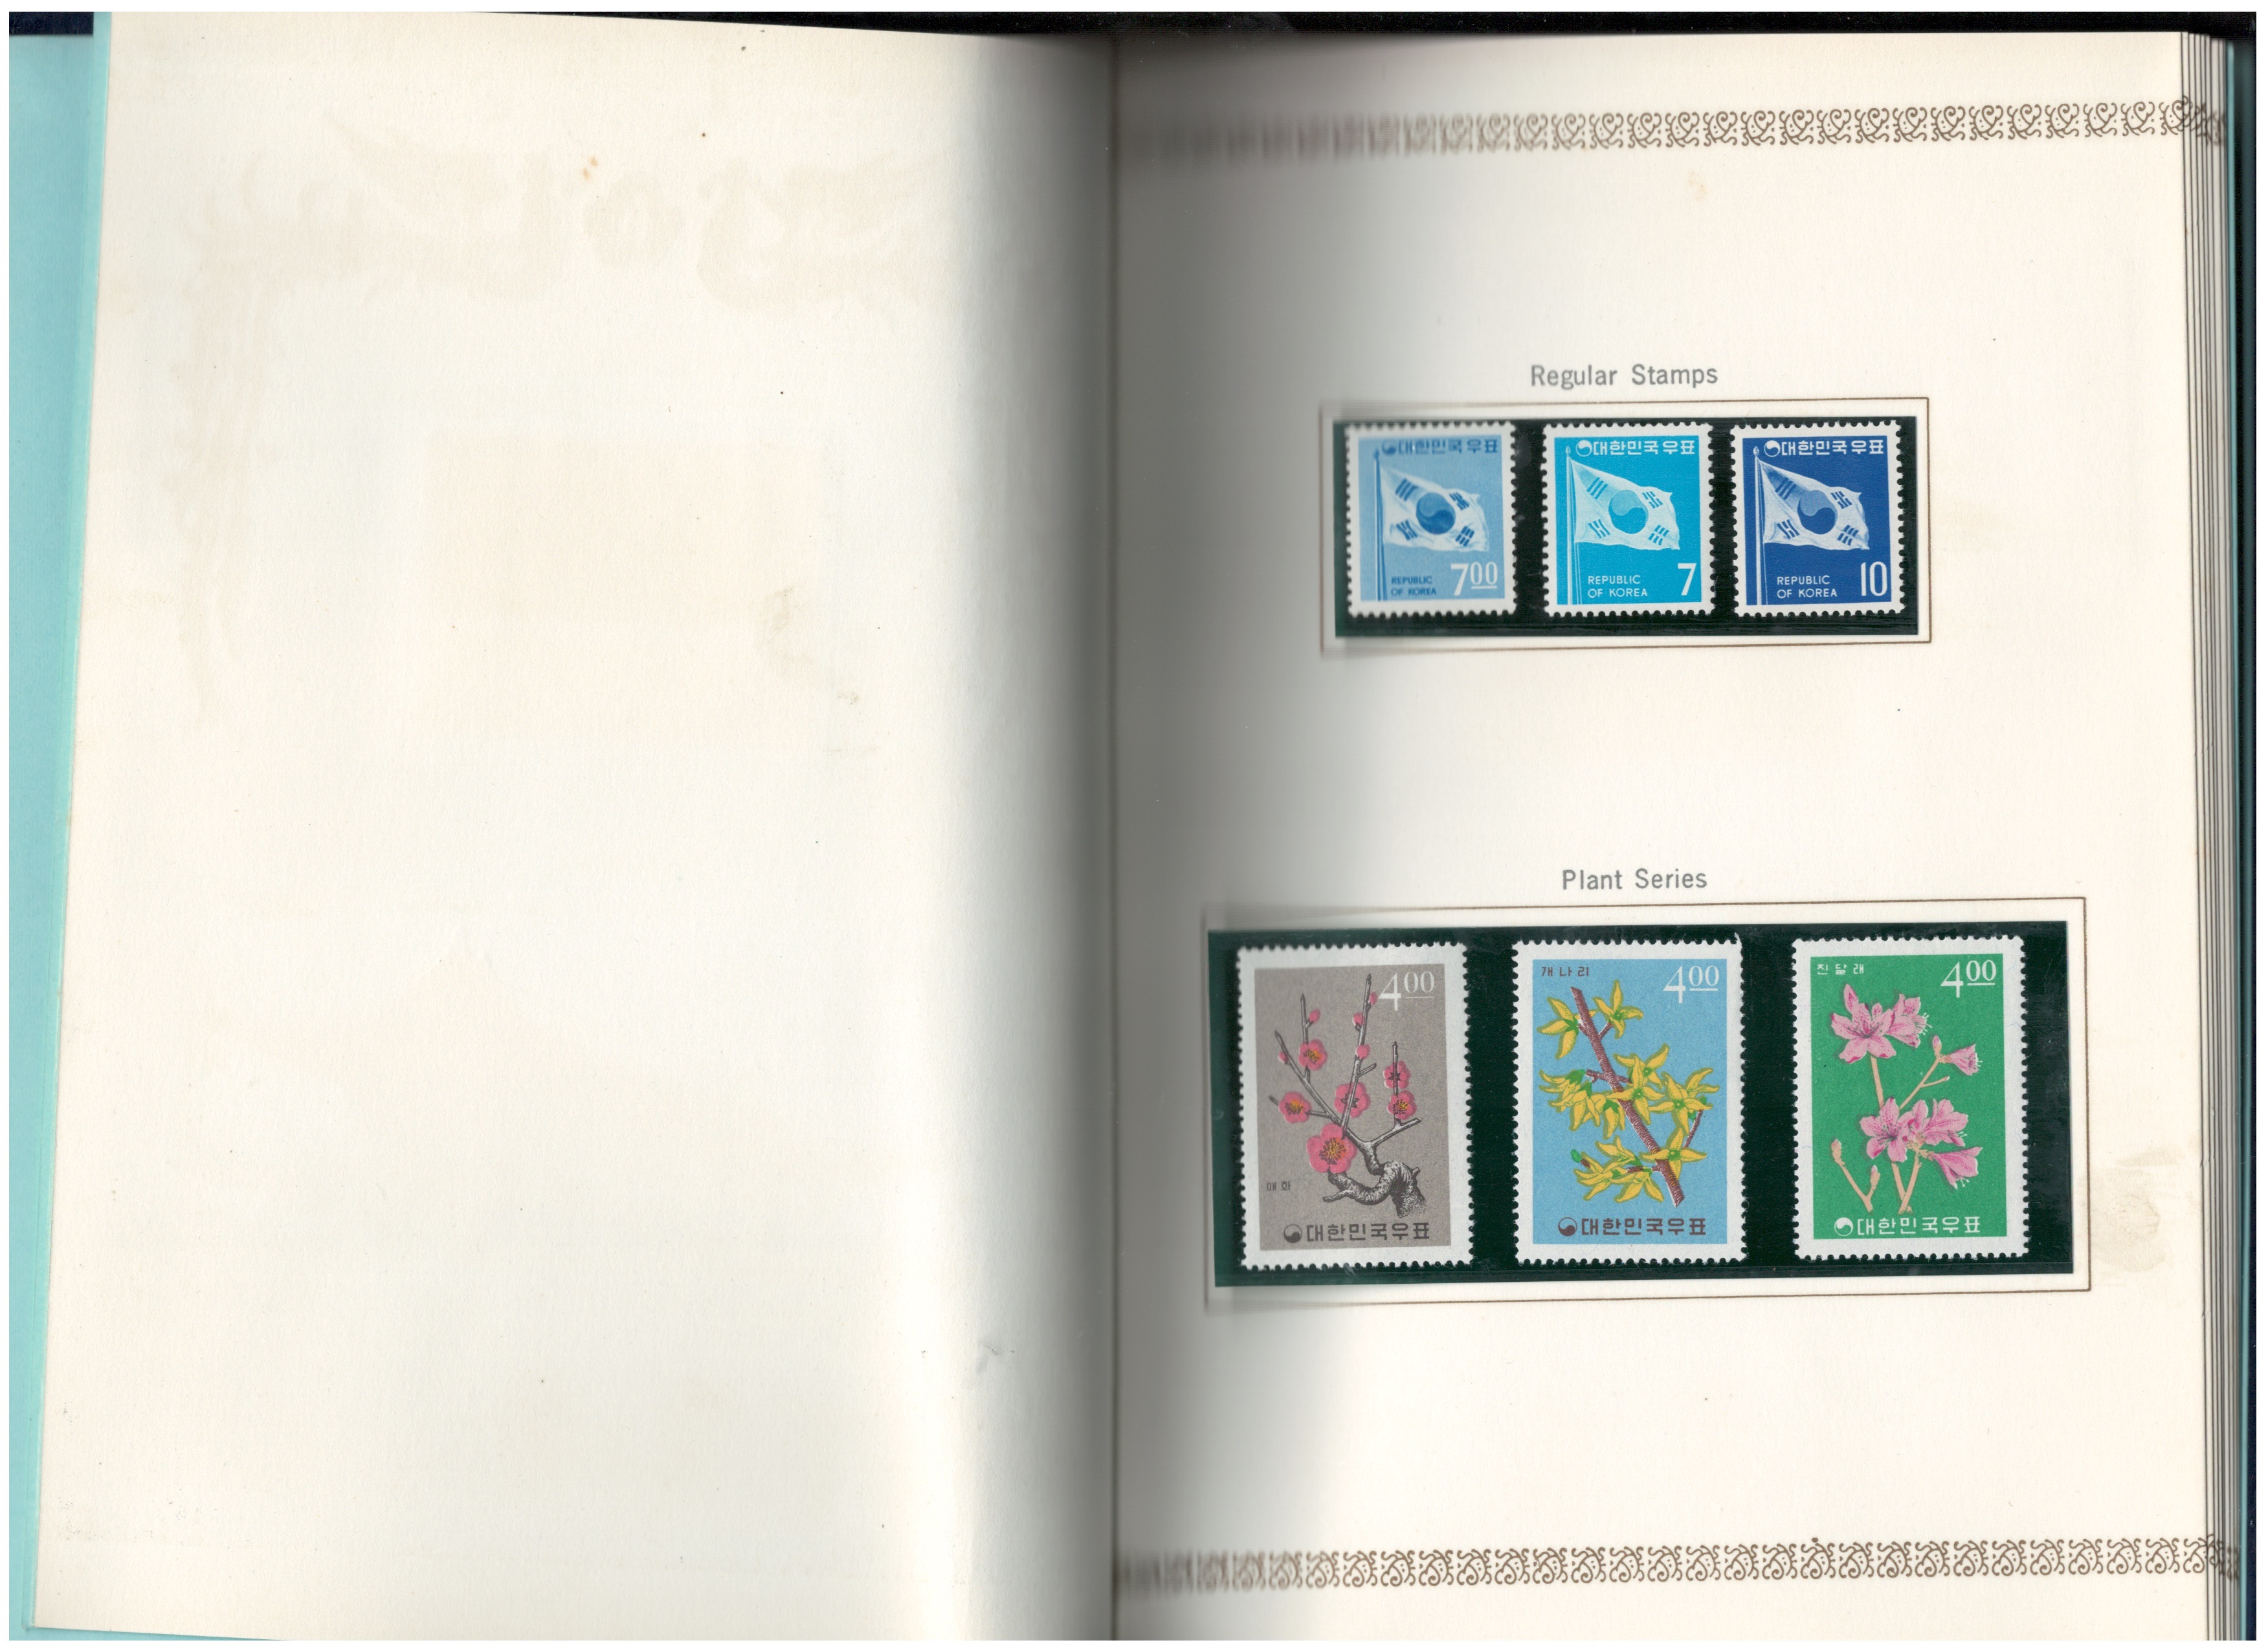 Regular Stamps
대한민국우표
REPUBLIC
OF KOREA
7 00
대한민국우표
REPUBLIC
OF KOREA
7
대한민국우표
REPUBLIC
OF KOREA
10
Plant Series
4 00
매화
대한민국우표
개나리
4 00
대한민국우표
진달래
4 00
대한민국우표